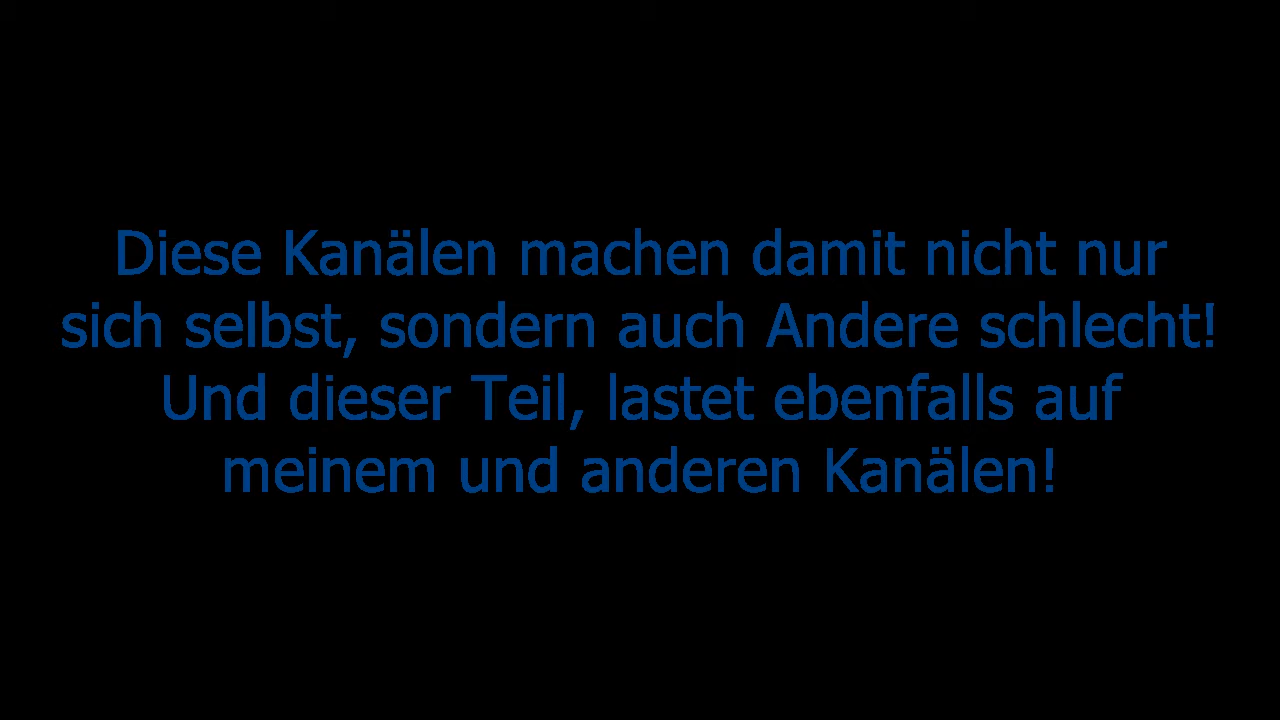 Diese Kanälen machen damit nicht nur
sich selbst, sondern auch Andere schlecht!
Und dieser Teil, lastet ebenfalls auf
meinem und anderen Kanälen!